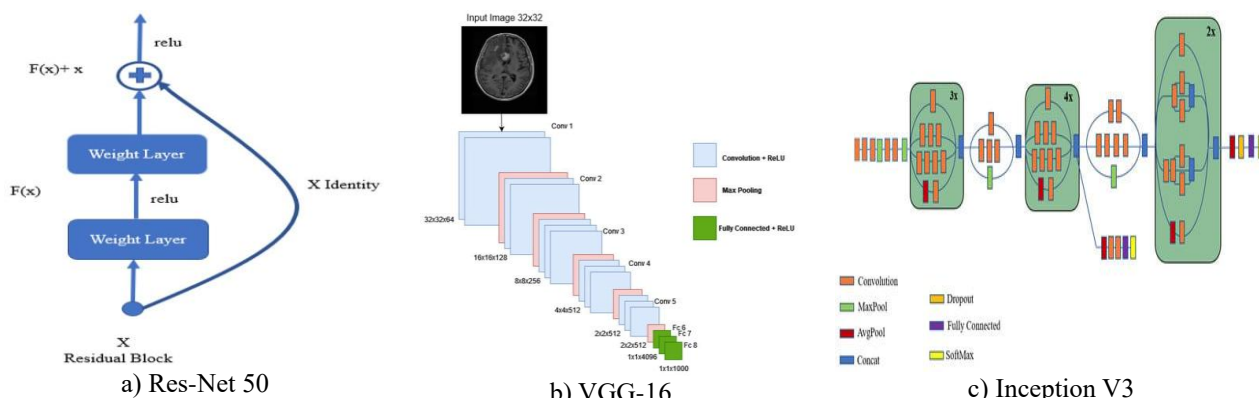 relu
F(x)+ x
Weight Layer
F(x)
relu
X Identity
Weight Layer
X
Residual Block
a) Res-Net 50
Input Image 32x32
Conv 1
Conv 2
32x32x64
Conv 3
16x16x128
Conv 4
8x8x256
Conv 5
4x4x512
Fc 6
2x2x512
Fc 7
2x2x512
Fc 8
1x1x4096
1x1x1000
Convolution + ReLU
Max Pooling
Fully Connected + ReLU
b) VGG-16
3x
4x
2x
Convolution
MaxPool
AvgPool
Concat
Dropout
Fully Connected
SoftMax
c) Inception V3